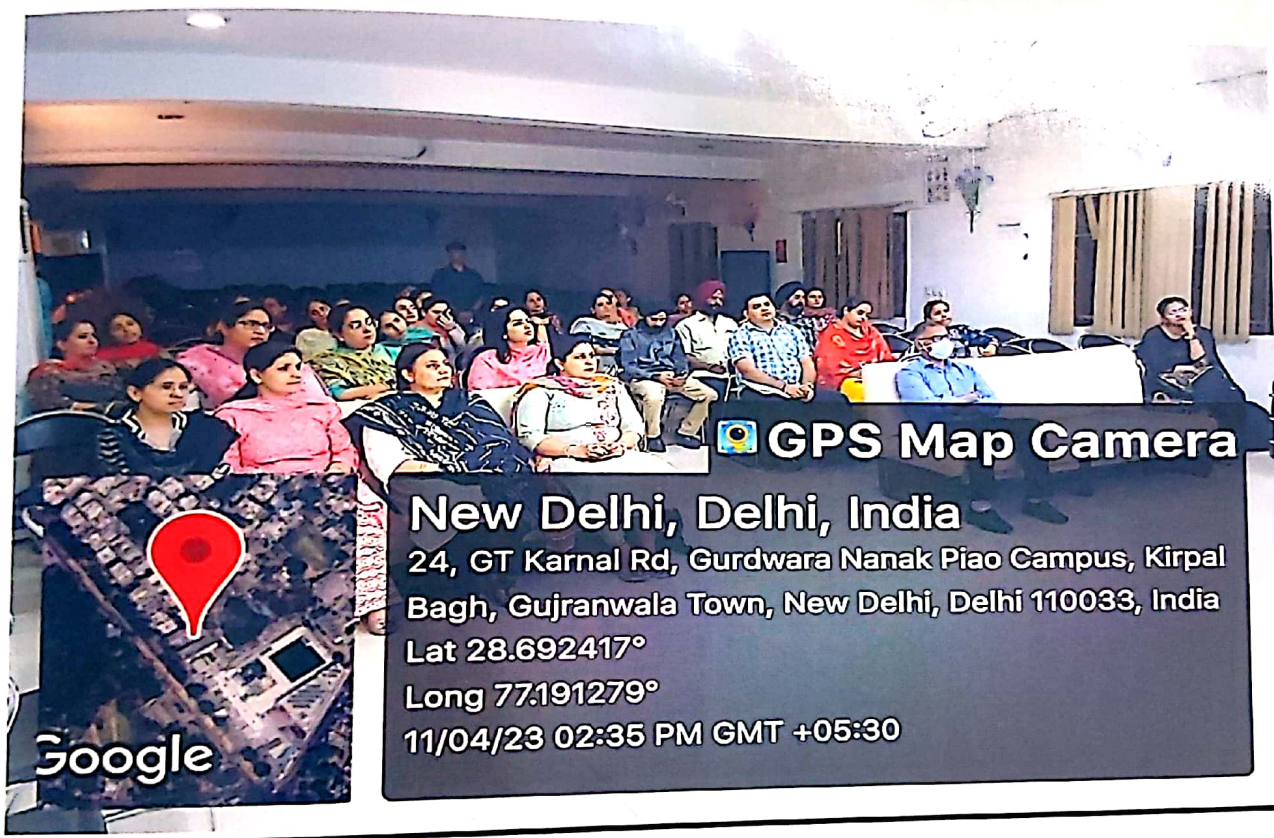 GPS Map Camera
New Delhi, Delhi, India
24, GT Karnal Rd, Gurdwara Nanak Piao Campus, Kirpal
Bagh, Gujranwala Town, New Delhi, Delhi 110033, India
Lat 28.692417°
Long 77.191279°
11/04/23 02:35 PM GMT +05:30
Google